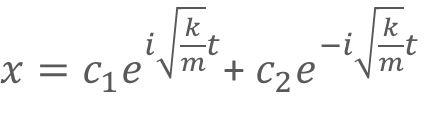 x = c₁e^{i√(k/m)t} + c₂e^{-i√(k/m)t}